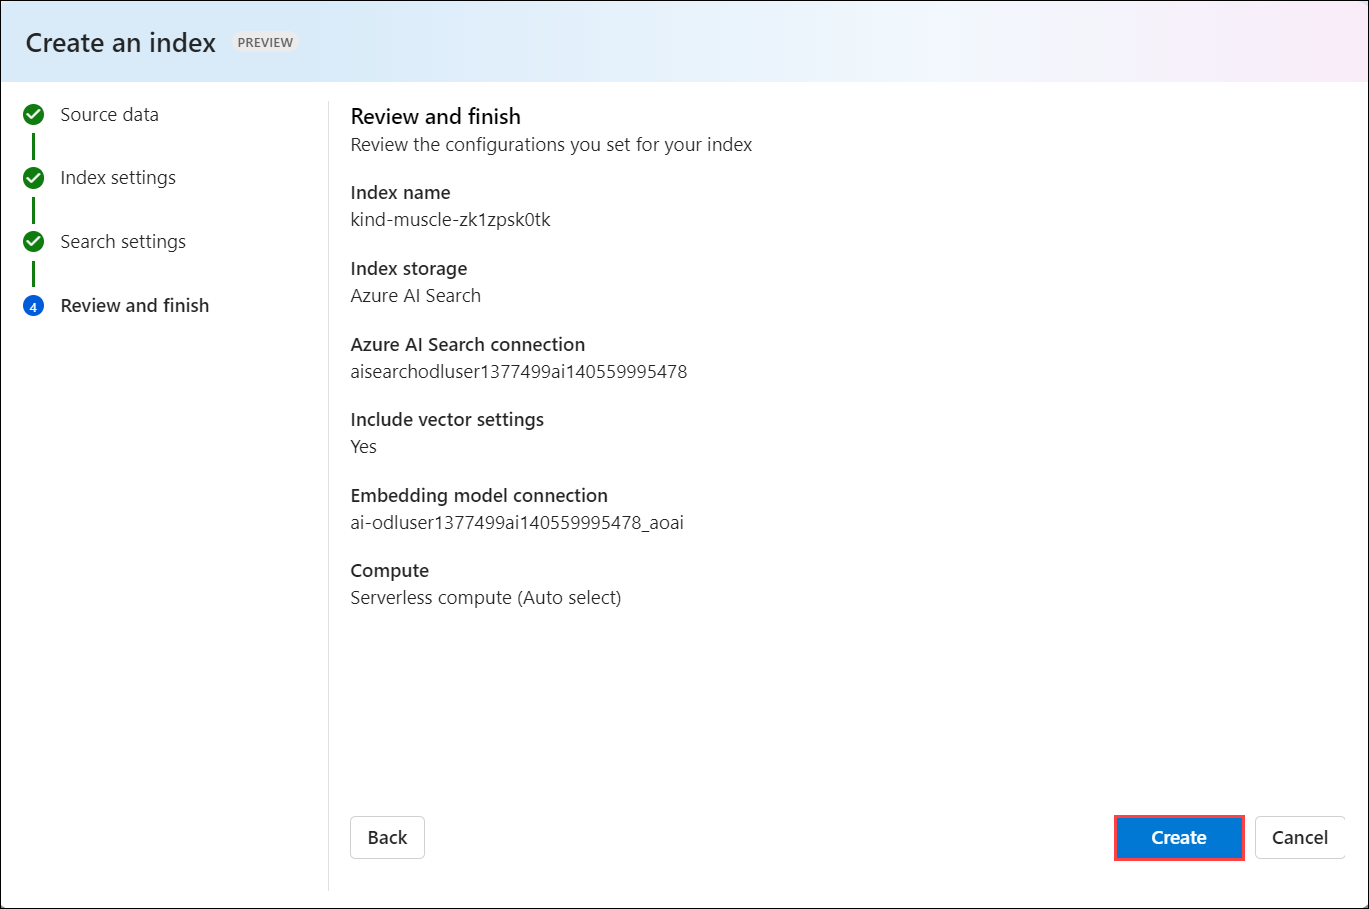 Create an index PREVIEW
Source data
Index settings
Search settings
4 Review and finish
Review and finish
Review the configurations you set for your index
Index name
kind-muscle-zk1zpsk0tk
Index storage
Azure AI Search
Azure AI Search connection
aisearchodluser1377499ai140559995478
Include vector settings
Yes
Embedding model connection
ai-odluser1377499ai140559995478_aoai
Compute
Serverless compute (Auto select)
Back
Create
Cancel